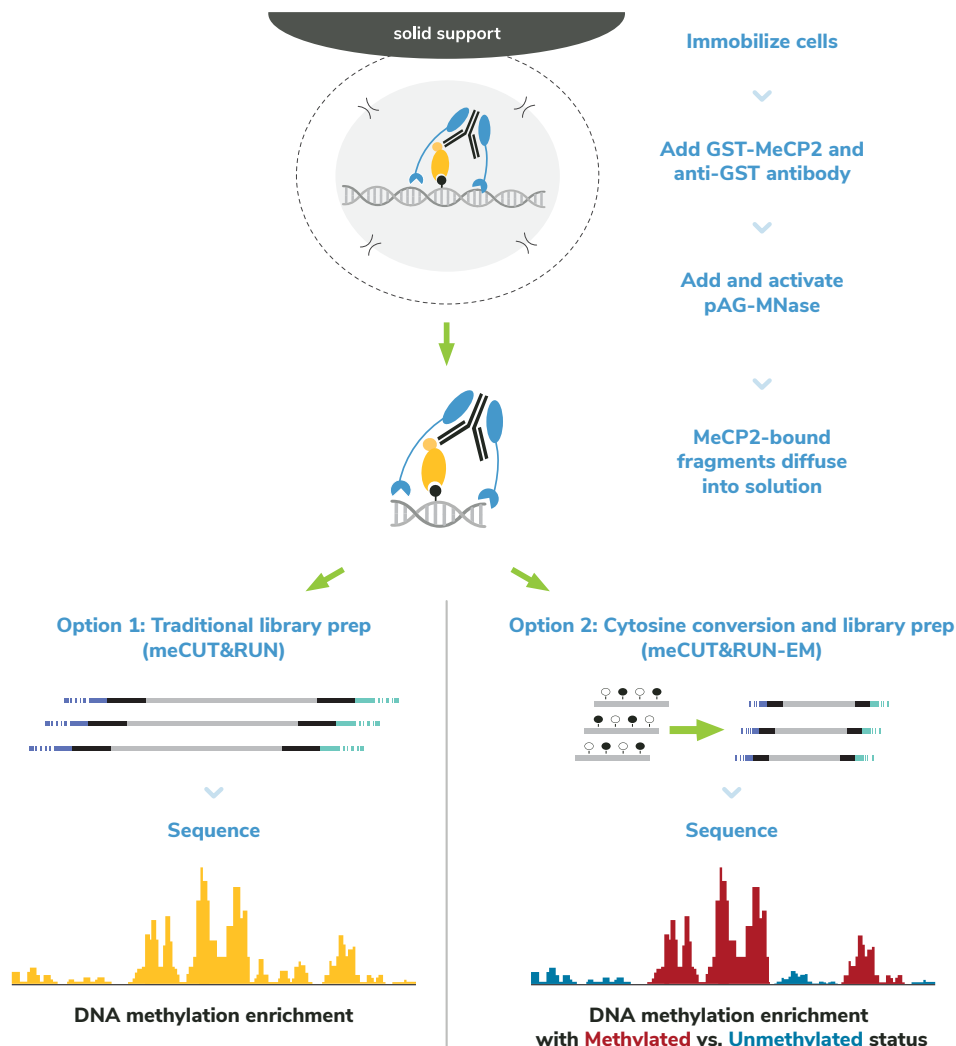 solid support
Immobilize cells
Add GST-MeCP2 and
anti-GST antibody
Add and activate
pAG-MNase
MeCP2-bound
fragments diffuse
into solution
Option 1: Traditional library prep
(meCUT&RUN)
Sequence
DNA methylation enrichment
Option 2: Cytosine conversion and library prep
(meCUT&RUN-EM)
Sequence
DNA methylation enrichment
with Methylated vs. Unmethylated status